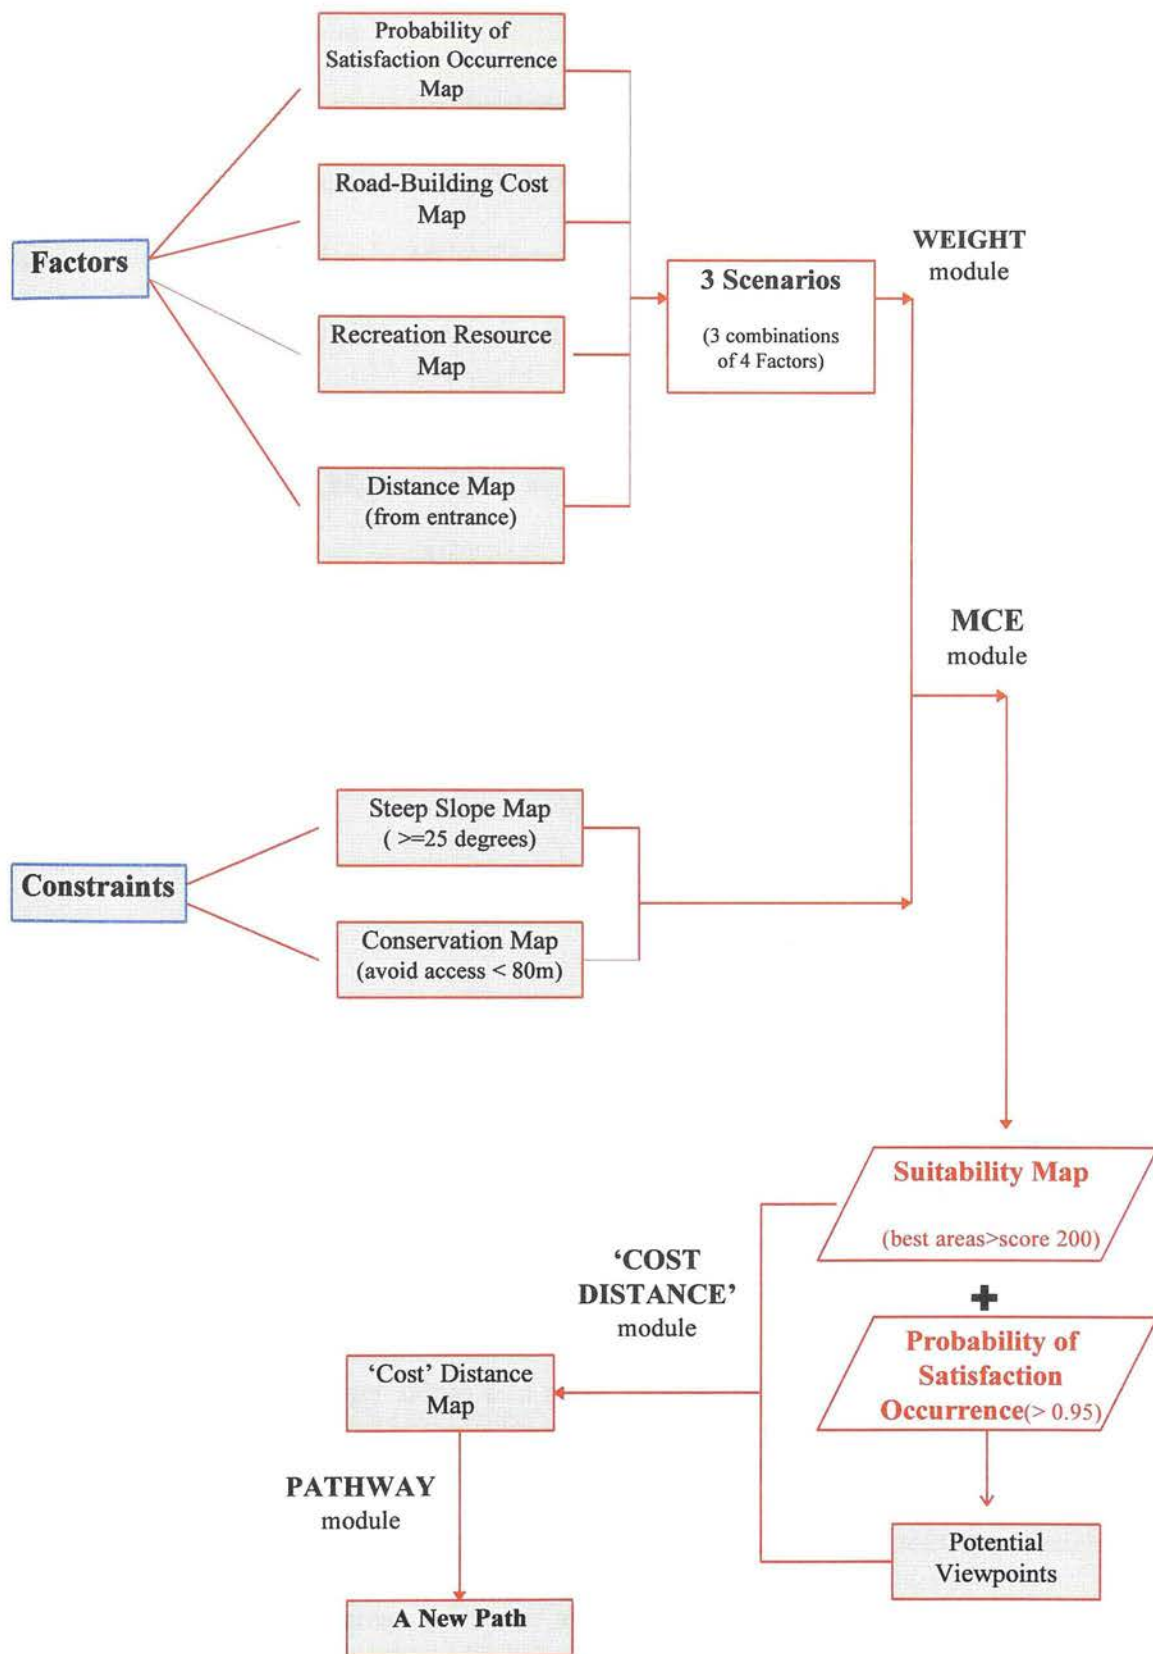 Probability of
Satisfaction Occurrence
Map
Road-Building Cost
Map
Factors
Recreation Resource
Map
Distance Map
(from entrance)
3 Scenarios
(3 combinations
of 4 Factors)
WEIGHT
module
MCE
module
Steep Slope Map
( >=25 degrees)
Constraints
Conservation Map
(avoid access < 80m)
Suitability Map
(best areas>score 200)
+
Probability of
Satisfaction
Occurrence(> 0.95)
‘COST
DISTANCE’
module
‘Cost’ Distance
Map
PATHWAY
module
Potential
Viewpoints
A New Path